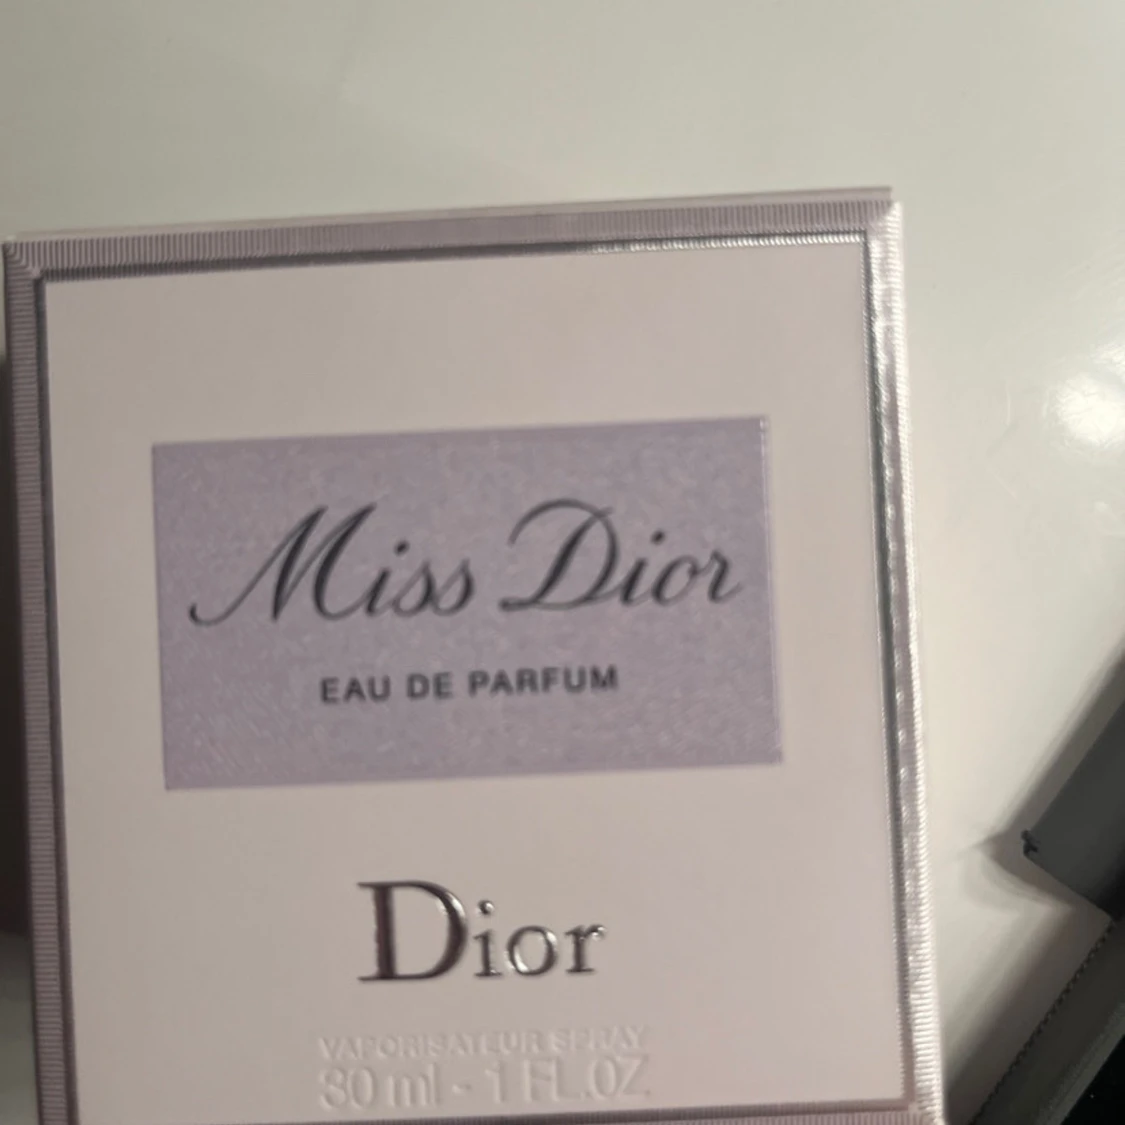 Miss Dior
EAU DE PARFUM
Dior
VAPORISATEUR SPRAY
30 ml - 1 FL.OZ